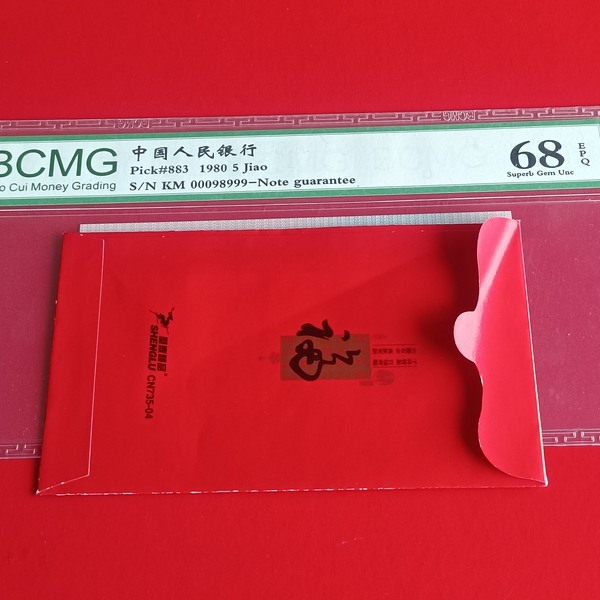 BCMG
BCMG
o Cui Money Grading
中国人民银行
Pick#883 1980 5 Jiao
S/N KM 00098999-Note guarantee
68
EPQ
Superb Gem Unc
SHENGLU CN735-04
福